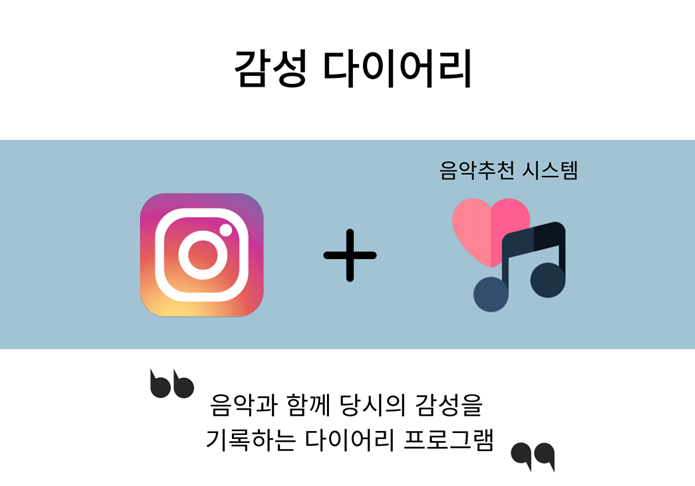 감성 다이어리
음악추천 시스템
음악과 함께 당시의 감성을
기록하는 다이어리 프로그램